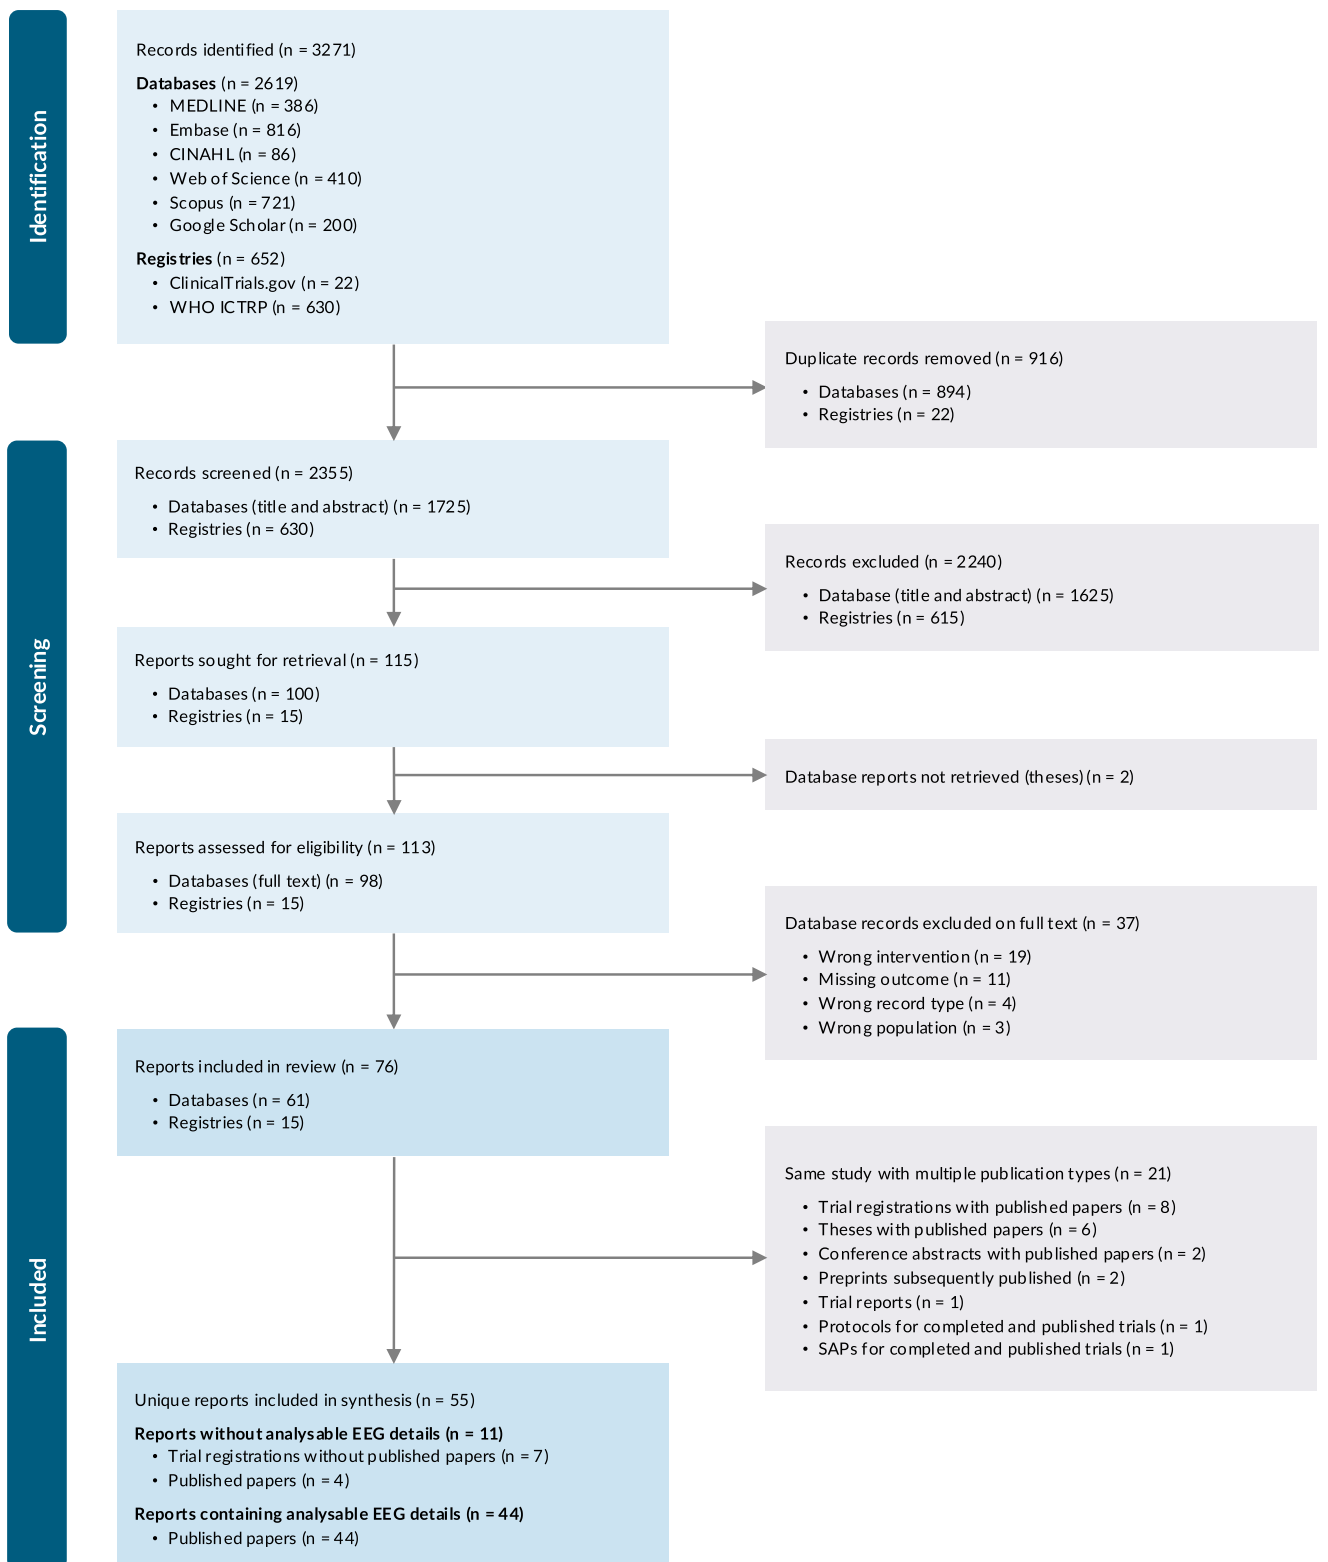 Identification
Records identified (n = 3271)
Databases (n = 2619)
• MEDLINE (n = 386)
• Embase (n = 816)
• CINAHL (n = 86)
• Web of Science (n = 410)
• Scopus (n = 721)
• Google Scholar (n = 200)
Registries (n = 652)
• ClinicalTrials.gov (n = 22)
• WHO ICTRP (n = 630)
Duplicate records removed (n = 916)
• Databases (n = 894)
• Registries (n = 22)
Screening
Records screened (n = 2355)
• Databases (title and abstract) (n = 1725)
• Registries (n = 630)
Records excluded (n = 2240)
• Database (title and abstract) (n = 1625)
• Registries (n = 615)
Reports sought for retrieval (n = 115)
• Databases (n = 100)
• Registries (n = 15)
Database reports not retrieved (theses) (n = 2)
Reports assessed for eligibility (n = 113)
• Databases (full text) (n = 98)
• Registries (n = 15)
Database records excluded on full text (n = 37)
• Wrong intervention (n = 19)
• Missing outcome (n = 11)
• Wrong record type (n = 4)
• Wrong population (n = 3)
Included
Reports included in review (n = 76)
• Databases (n = 61)
• Registries (n = 15)
Same study with multiple publication types (n = 21)
• Trial registrations with published papers (n = 8)
• Theses with published papers (n = 6)
• Conference abstracts with published papers (n = 2)
• Preprints subsequently published (n = 2)
• Trial reports (n = 1)
• Protocols for completed and published trials (n = 1)
• SAPs for completed and published trials (n = 1)
Unique reports included in synthesis (n = 55)
Reports without analysable EEG details (n = 11)
• Trial registrations without published papers (n = 7)
• Published papers (n = 4)
Reports containing analysable EEG details (n = 44)
• Published papers (n = 44)